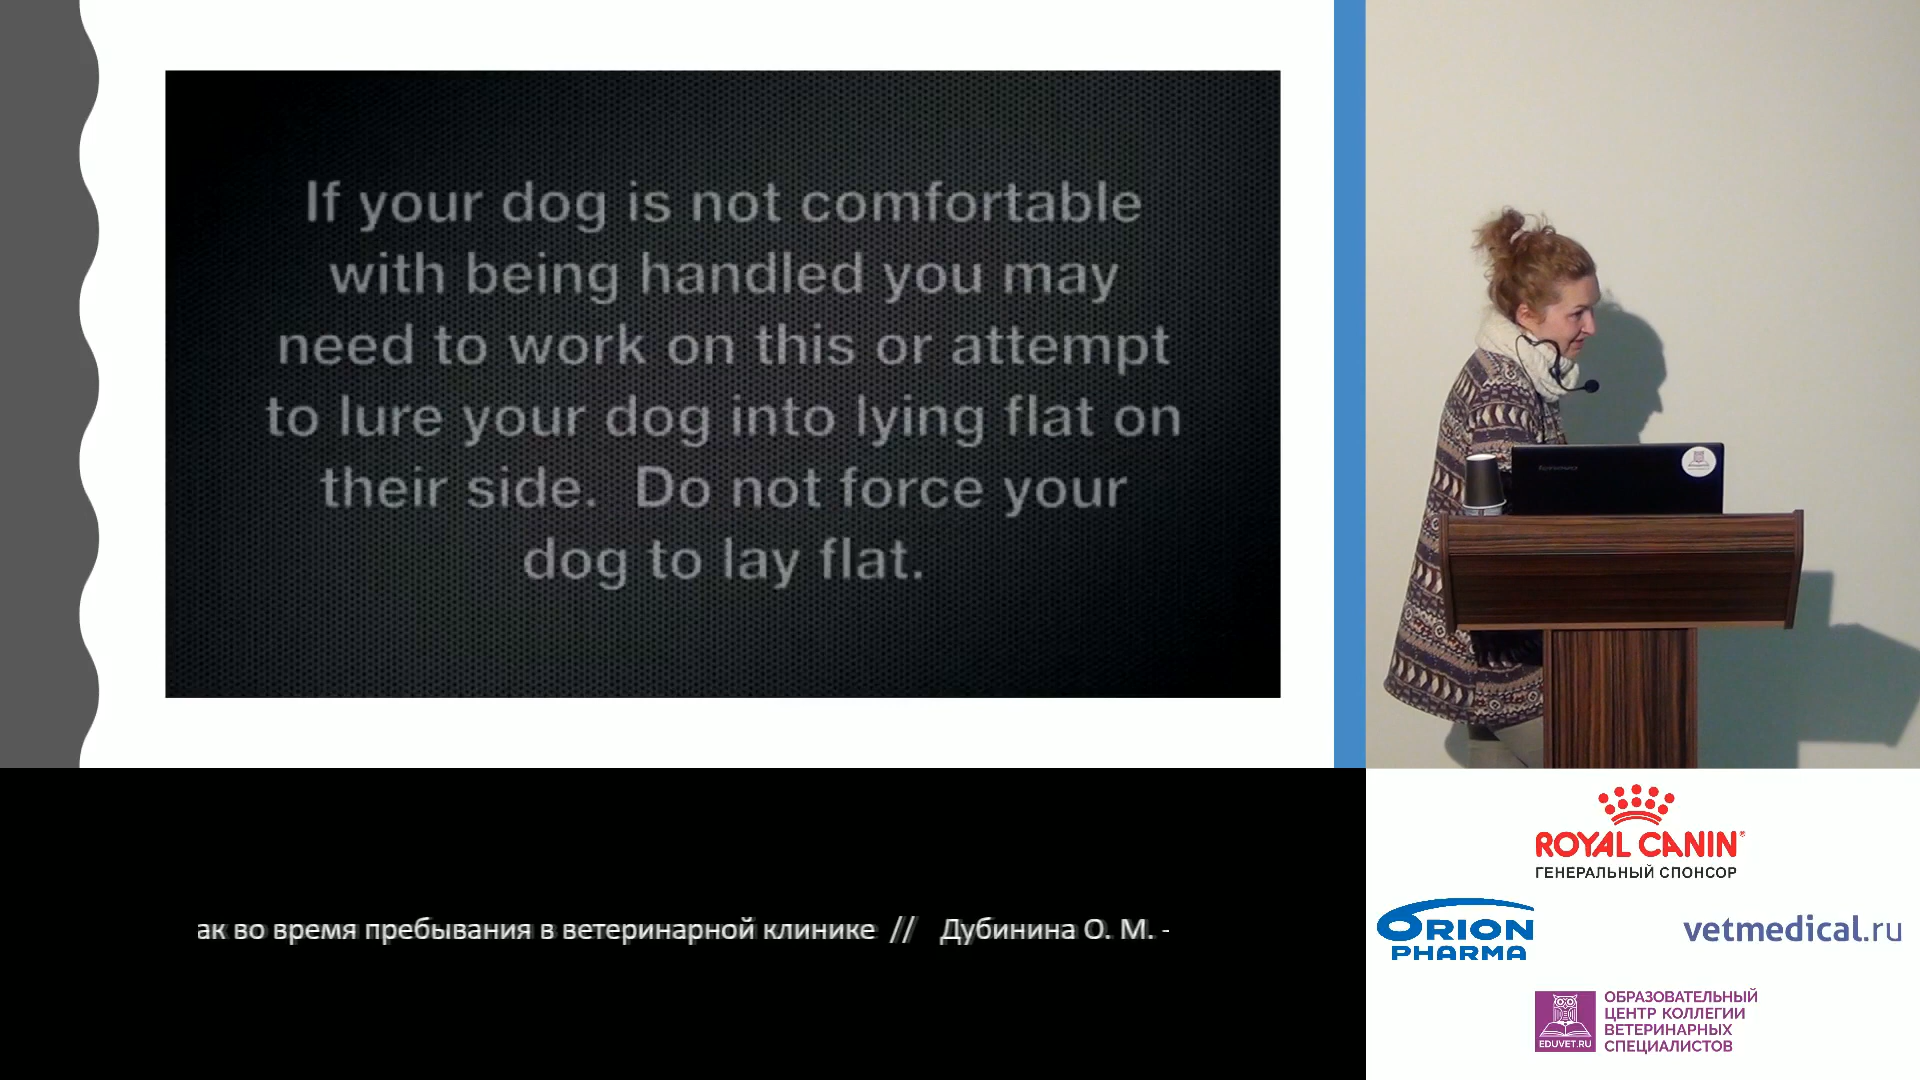 If your dog is not comfortable
with being handled you may
need to work on this or attempt
to lure your dog into lying flat on
their side. Do not force your
dog to lay flat.
ак во время пребывания в ветеринарной клинике // Дубинина О. М. -
ROYAL CANIN
ГЕНЕРАЛЬНЫЙ СПОНСОР
ORION
PHARMA
vetmedical.ru
EDUVET.RU
ОБРАЗОВАТЕЛЬНЫЙ
ЦЕНТР КОЛЛЕГИИ
ВЕТЕРИНАРНЫХ
СПЕЦИАЛИСТОВ